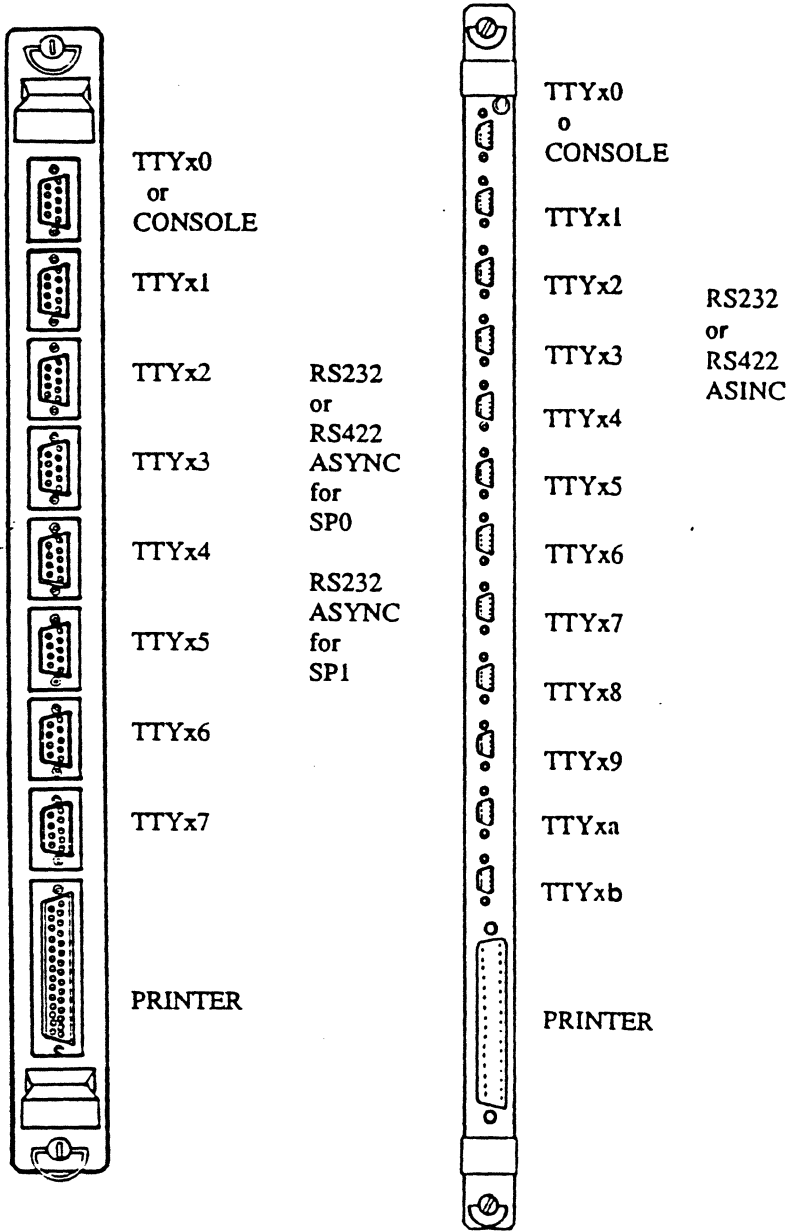 TTYx0
or
CONSOLE
TTYx1
TTYx2
TTYx3
TTYx4
TTYx5
TTYx6
TTYx7
PRINTER
RS232
or
RS422
ASYNC
for
SP0
RS232
ASYNC
for
SP1
TTYx0
o
CONSOLE
TTYx1
TTYx2
TTYx3
TTYx4
TTYx5
TTYx6
TTYx7
TTYx8
TTYx9
TTYxa
TTYxb
PRINTER
RS232
or
RS422
ASINC